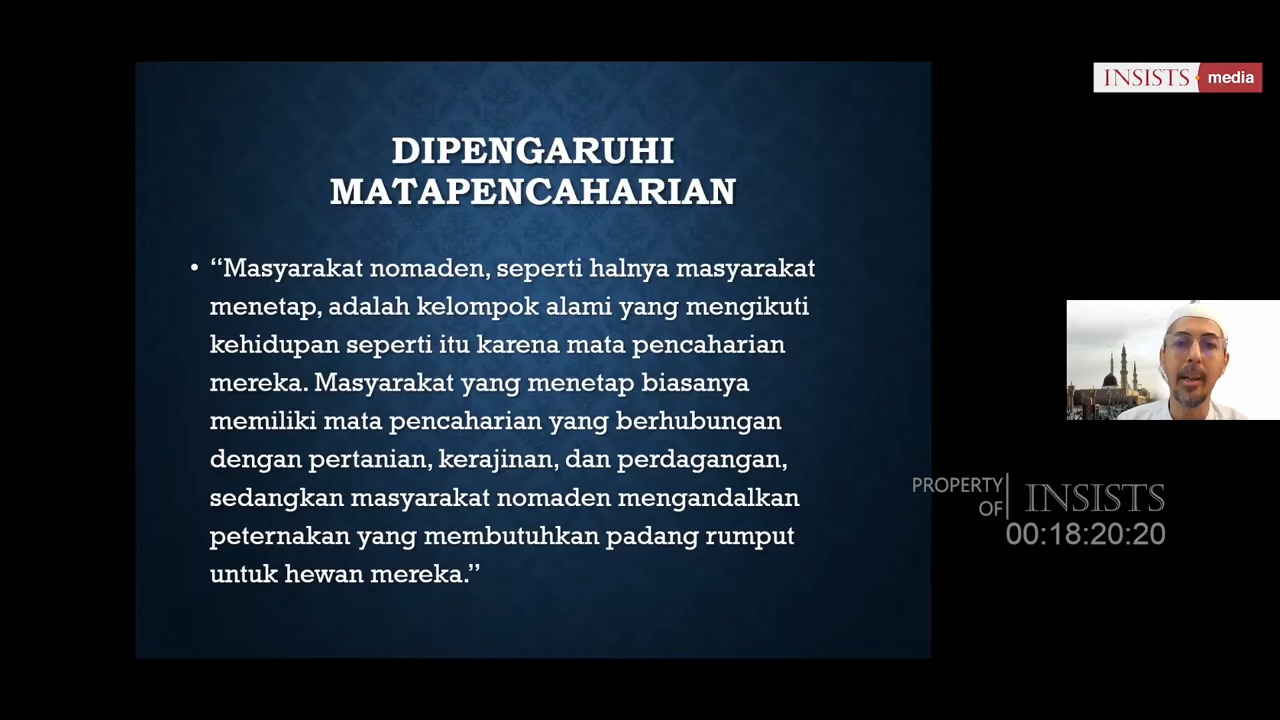 INSISTS media
DIPENGARUHI
MATAPENCAHARIAN
• “Masyarakat nomaden, seperti halnya masyarakat
menetap, adalah kelompok alami yang mengikuti
kehidupan seperti itu karena mata pencaharian
mereka. Masyarakat yang menetap biasanya
memiliki mata pencaharian yang berhubungan
dengan pertanian, kerajinan, dan perdagangan,
sedangkan masyarakat nomaden mengandalkan
peternakan yang membutuhkan padang rumput
untuk hewan mereka.”
PROPERTY
OF
INSISTS
00:18:20:20